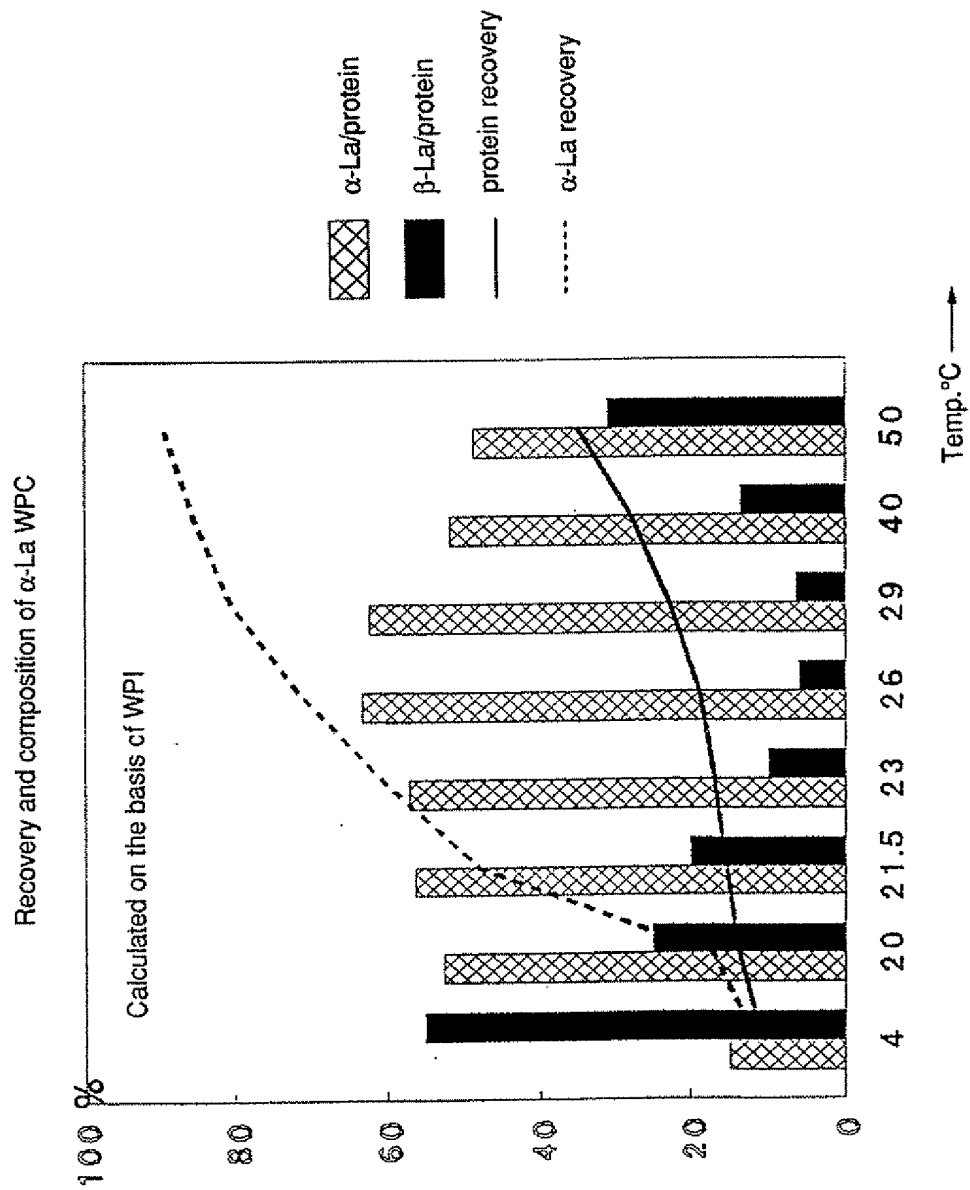 Recovery and composition of α-La WPC
%
Calculated on the basis cf WPI
100
80
60
40
20
0
4
20
21.5
23
26
29
40
50
Temp.°C
α-La/protein
β-La/protein
protein recovery
α-La recovery